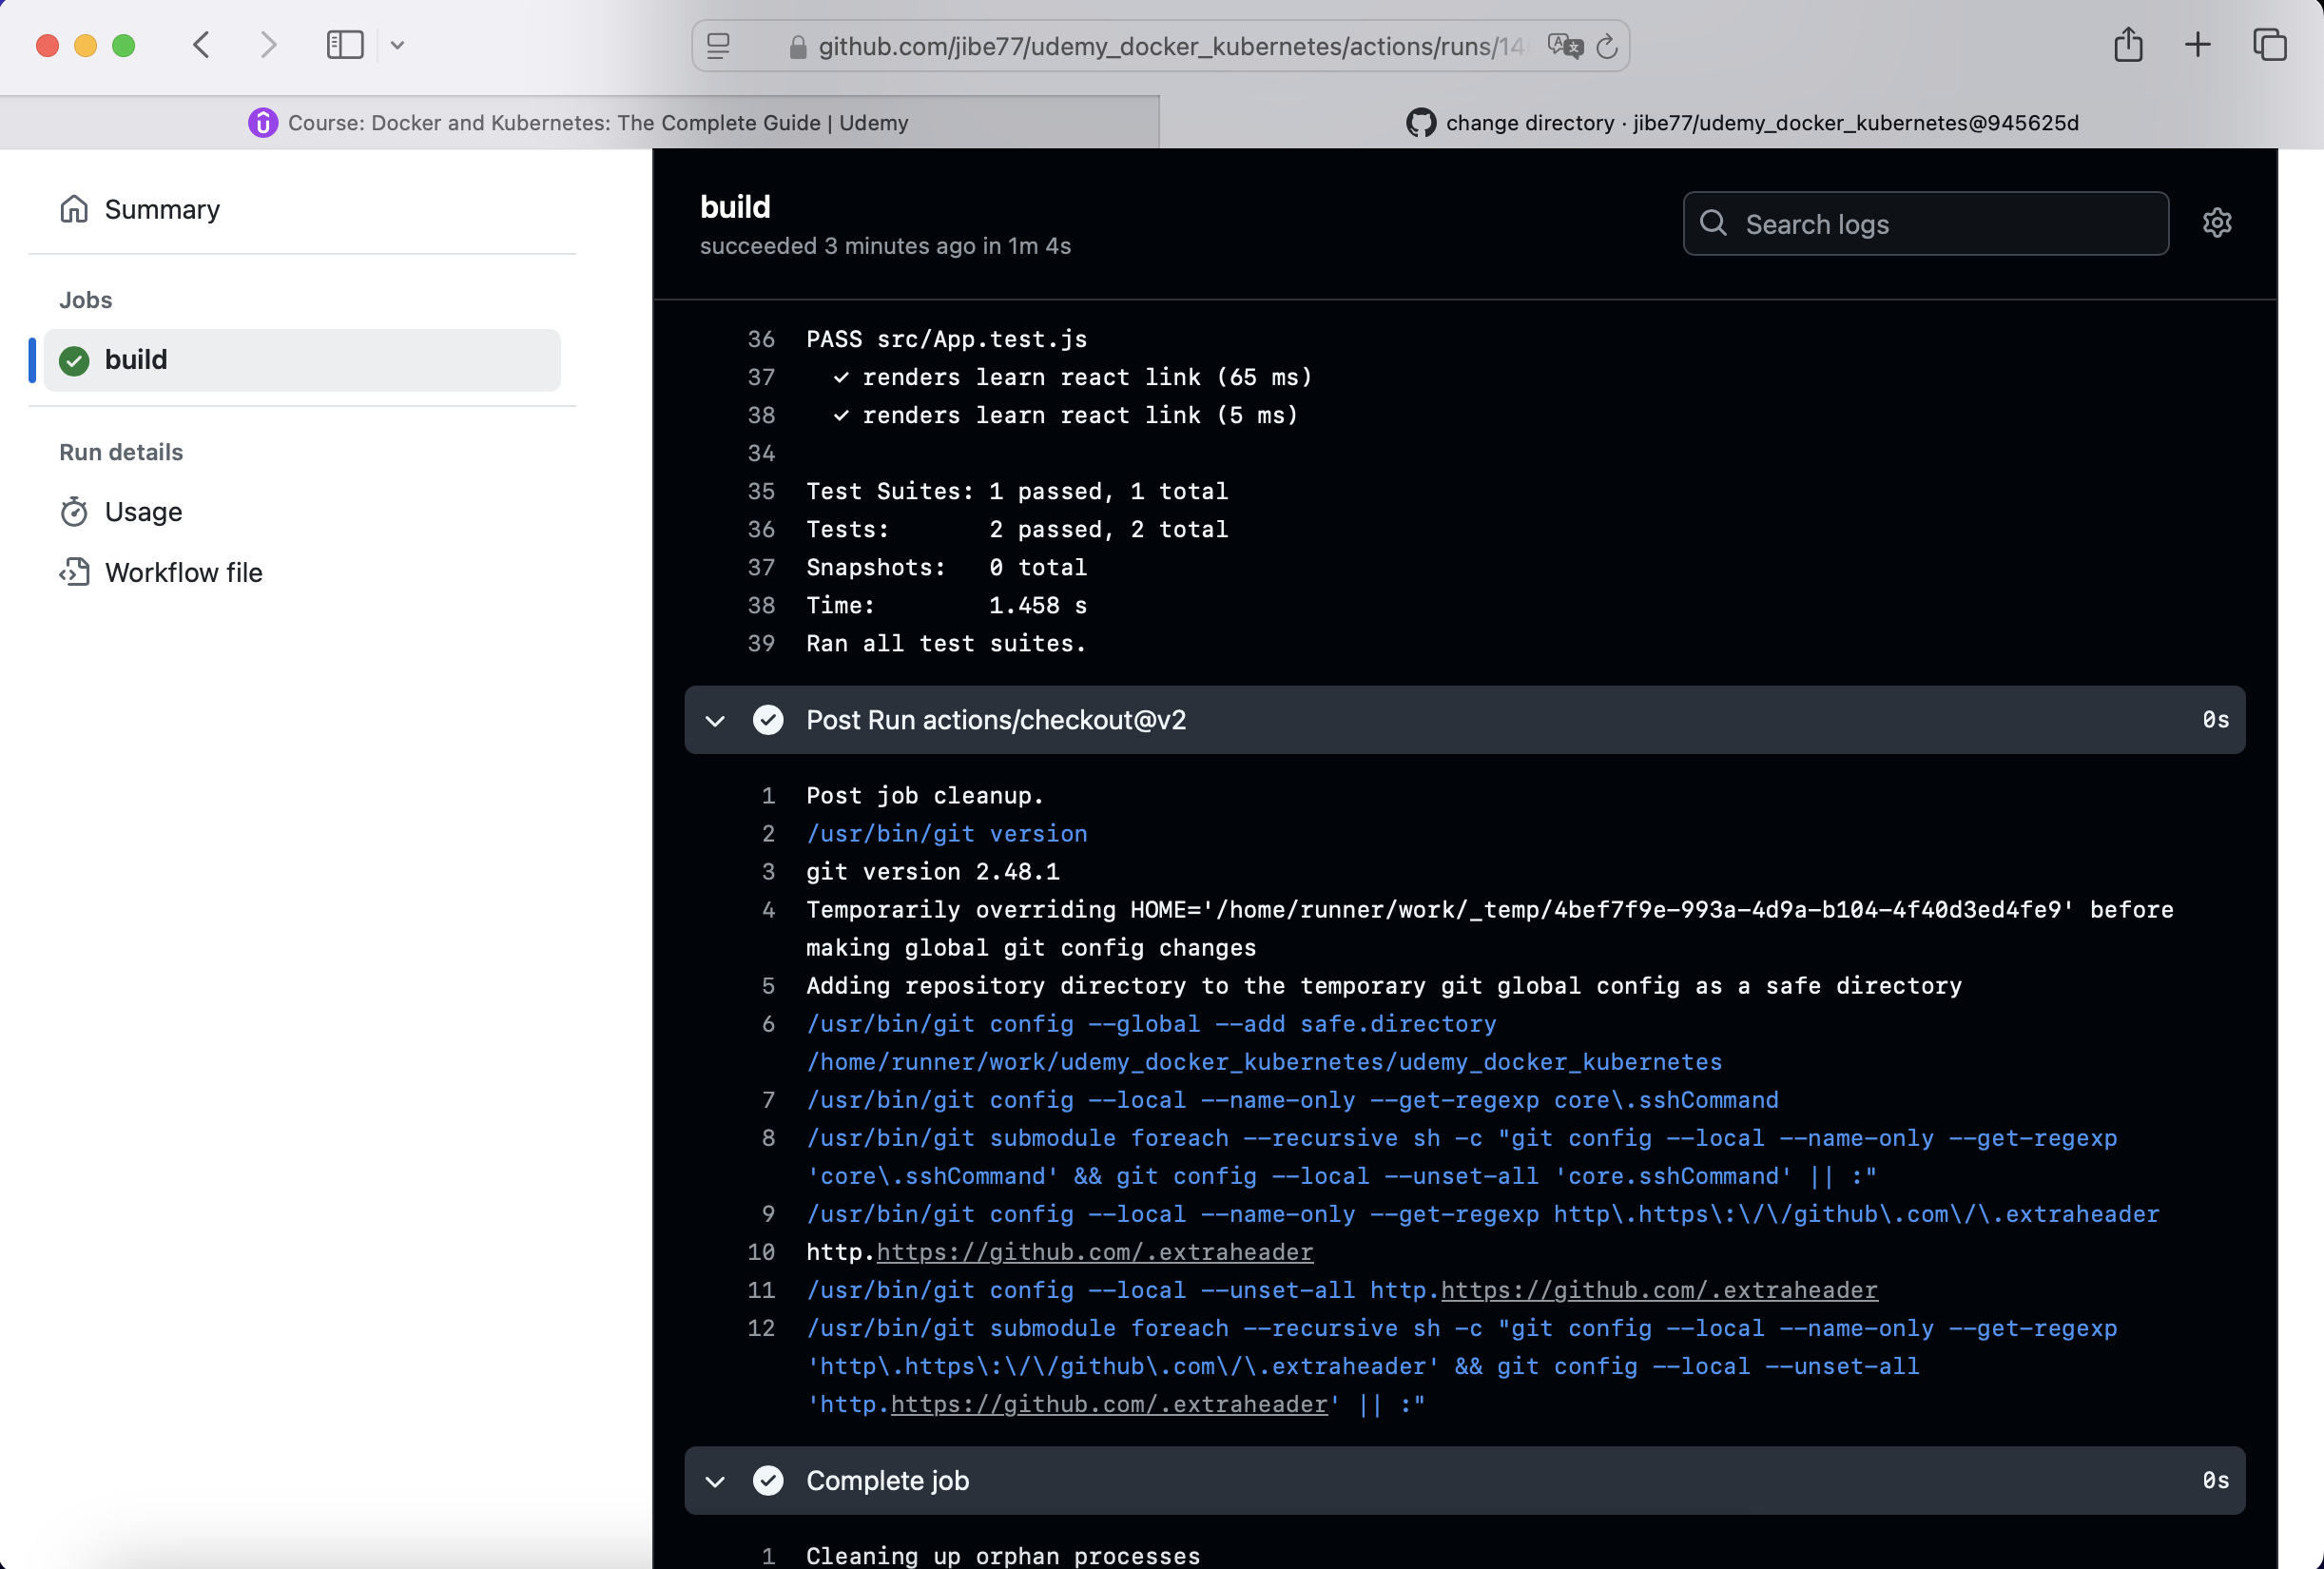 github.com/jibe77/udemy_docker_kubernetes/actions/runs/14
Course: Docker and Kubernetes: The Complete Guide | Udemy
change directory · jibe77/udemy_docker_kubernetes@945625d
Summary
Jobs
build
Run details
Usage
Workflow file
build
succeeded 3 minutes ago in 1m 4s
Search logs
36 PASS src/App.test.js
37 ✓ renders learn react link (65 ms)
38 ✓ renders learn react link (5 ms)
34
35 Test Suites: 1 passed, 1 total
36 Tests: 2 passed, 2 total
37 Snapshots: 0 total
38 Time: 1.458 s
39 Ran all test suites.
Post Run actions/checkout@v2 0s
1 Post job cleanup.
2 /usr/bin/git version
3 git version 2.48.1
4 Temporarily overriding HOME='/home/runner/work/_temp/4bef7f9e-993a-4d9a-b104-4f40d3ed4fe9' before
making global git config changes
5 Adding repository directory to the temporary git global config as a safe directory
6 /usr/bin/git config --global --add safe.directory
/home/runner/work/udemy_docker_kubernetes/udemy_docker_kubernetes
7 /usr/bin/git config --local --name-only --get-regexp core\.sshCommand
8 /usr/bin/git submodule foreach --recursive sh -c "git config --local --name-only --get-regexp
'core\.sshCommand' && git config --local --unset-all 'core.sshCommand' || :"
9 /usr/bin/git config --local --name-only --get-regexp http\.https\:\/\/github\.com\/\.extraheader
10 http.https://github.com/.extraheader
11 /usr/bin/git config --local --unset-all http.https://github.com/.extraheader
12 /usr/bin/git submodule foreach --recursive sh -c "git config --local --name-only --get-regexp
'http\.https\:\/\/github\.com\/\.extraheader' && git config --local --unset-all
'http.https://github.com/.extraheader' || :"
Complete job 0s
1 Cleaning up orphan processes